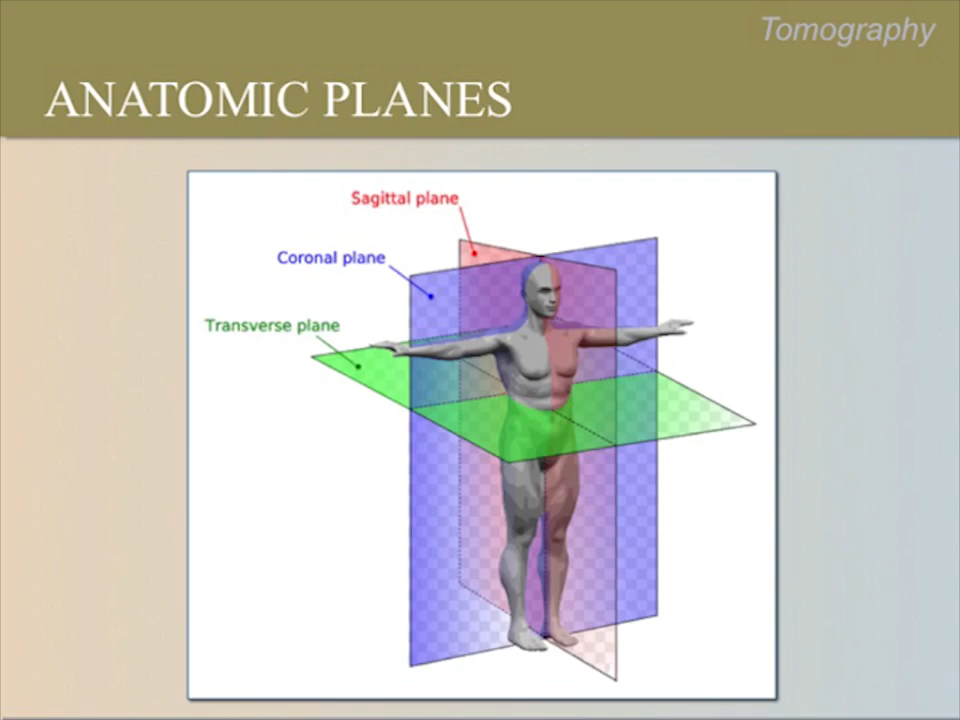 Tomography
ANATOMIC PLANES
Sagittal plane
Coronal plane
Transverse plane